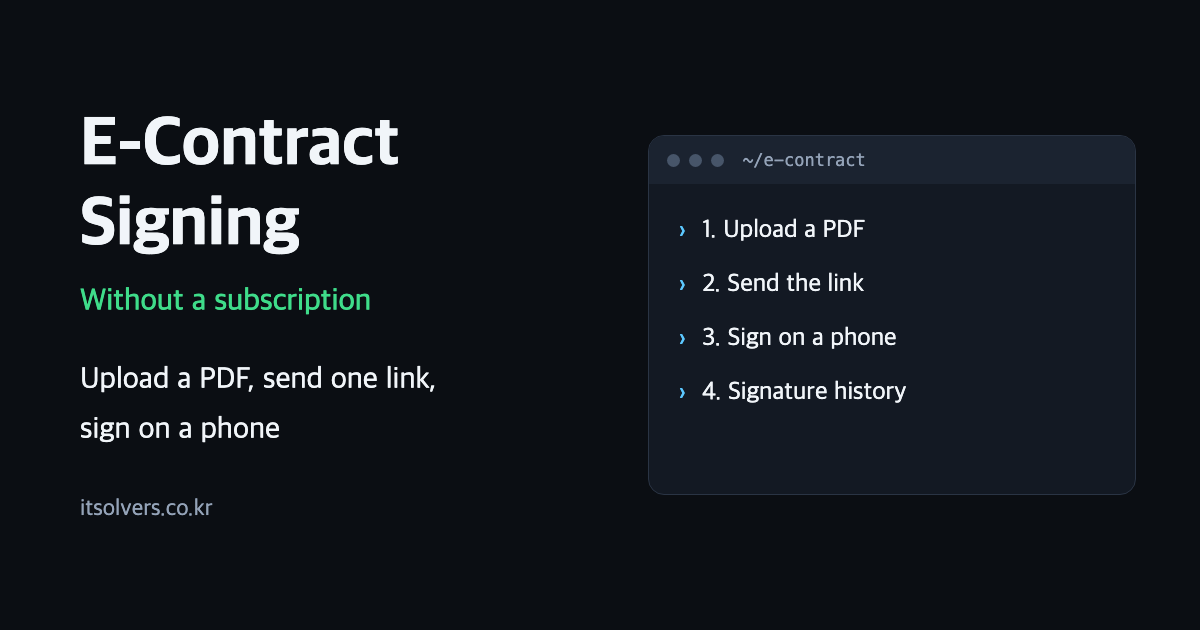 E-Contract
Signing
Without a subscription
Upload a PDF, send one link,
sign on a phone
itsolvers.co.kr
~/e-contract
› 1. Upload a PDF
› 2. Send the link
› 3. Sign on a phone
› 4. Signature history